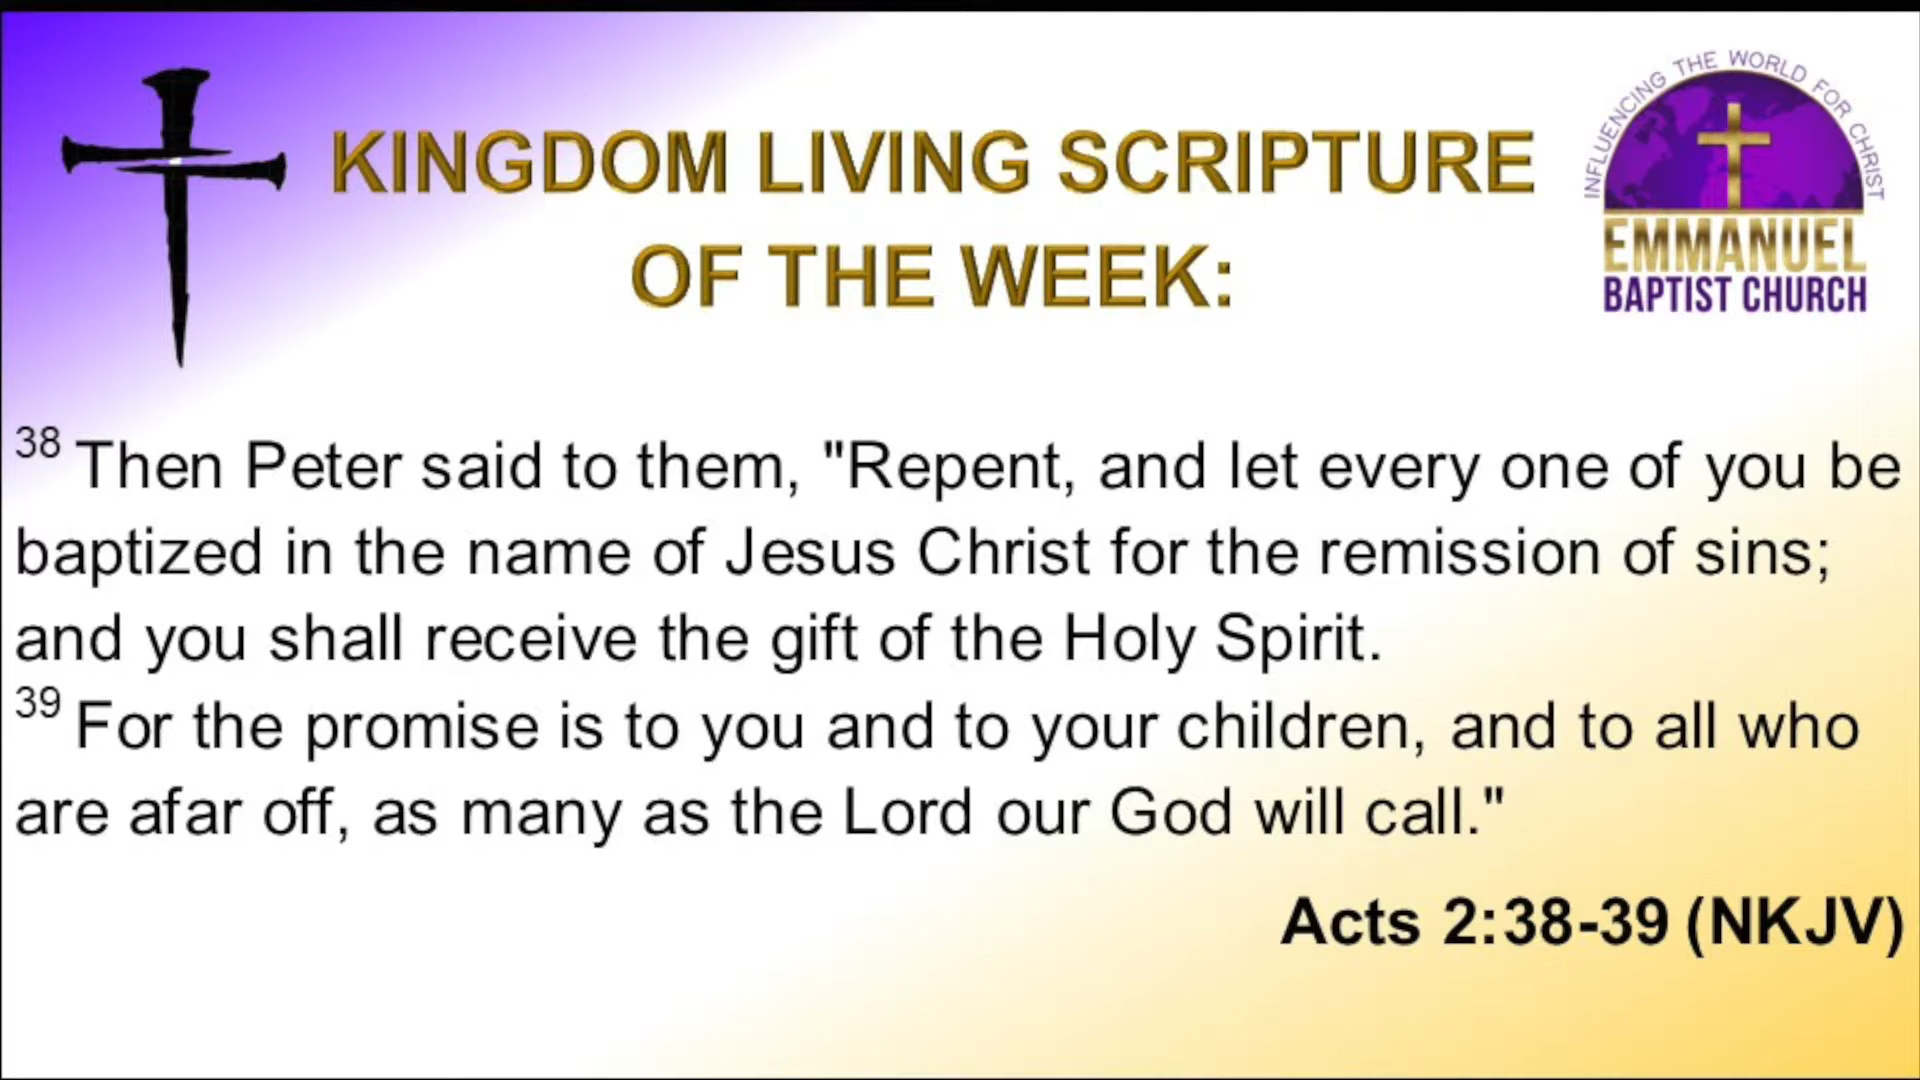 KINGDOM LIVING SCRIPTURE
OF THE WEEK:
INFLUENCING THE WORLD FOR CHRIST
EMMANUEL
BAPTIST CHURCH
38 Then Peter said to them, "Repent, and let every one of you be
baptized in the name of Jesus Christ for the remission of sins;
and you shall receive the gift of the Holy Spirit.
39 For the promise is to you and to your children, and to all who
are afar off, as many as the Lord our God will call."
Acts 2:38-39 (NKJV)